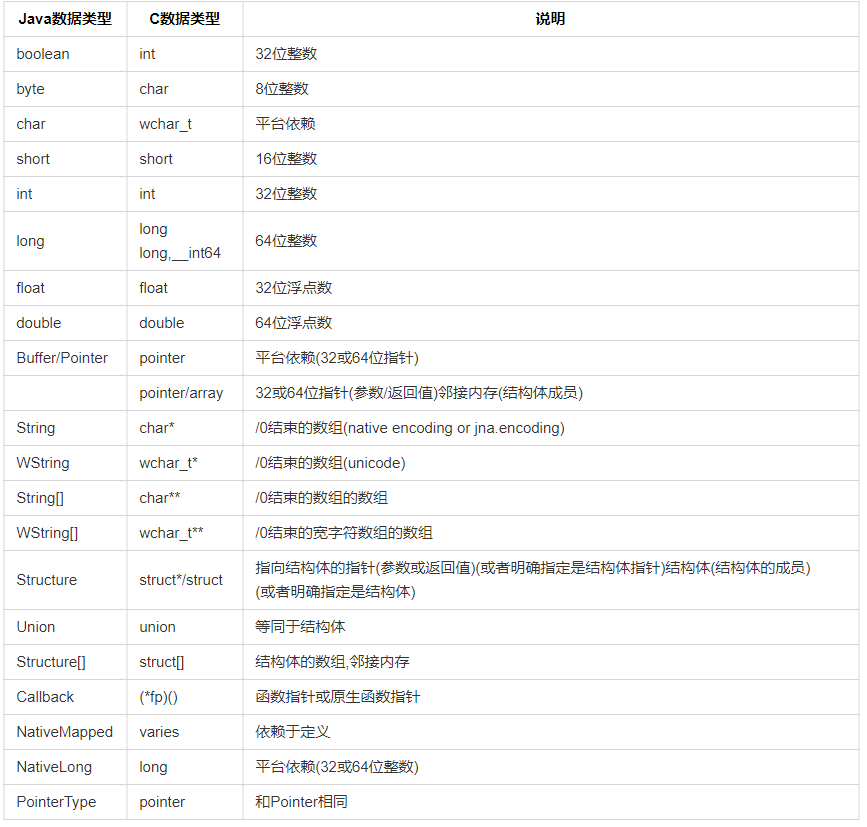 Java数据类型 C数据类型 说明
boolean int 32位整数
byte char 8位整数
char wchar_t 平台依赖
short short 16位整数
int int 32位整数
long long long,__int64 64位整数
float float 32位浮点数
double double 64位浮点数
Buffer/Pointer pointer 平台依赖(32或64位指针)
pointer/array 32或64位指针(参数/返回值)邻接内存(结构体成员)
String char* /0结束的数组(native encoding or jna.encoding)
WString wchar_t* /0结束的数组(unicode)
String[] char** /0结束的数组的数组
WString[] wchar_t** /0结束的宽字符数组的数组
Structure struct*/struct 指向结构体的指针(参数或返回值)(或者明确指定是结构体指针)结构体(结构体的成员)
(或者明确指定是结构体)
Union union 等同于结构体
Structure[] struct[] 结构体的数组,邻接内存
Callback (*fp)() 函数指针或原生函数指针
NativeMapped varies 依赖于定义
NativeLong long 平台依赖(32或64位整数)
PointerType pointer 和Pointer相同